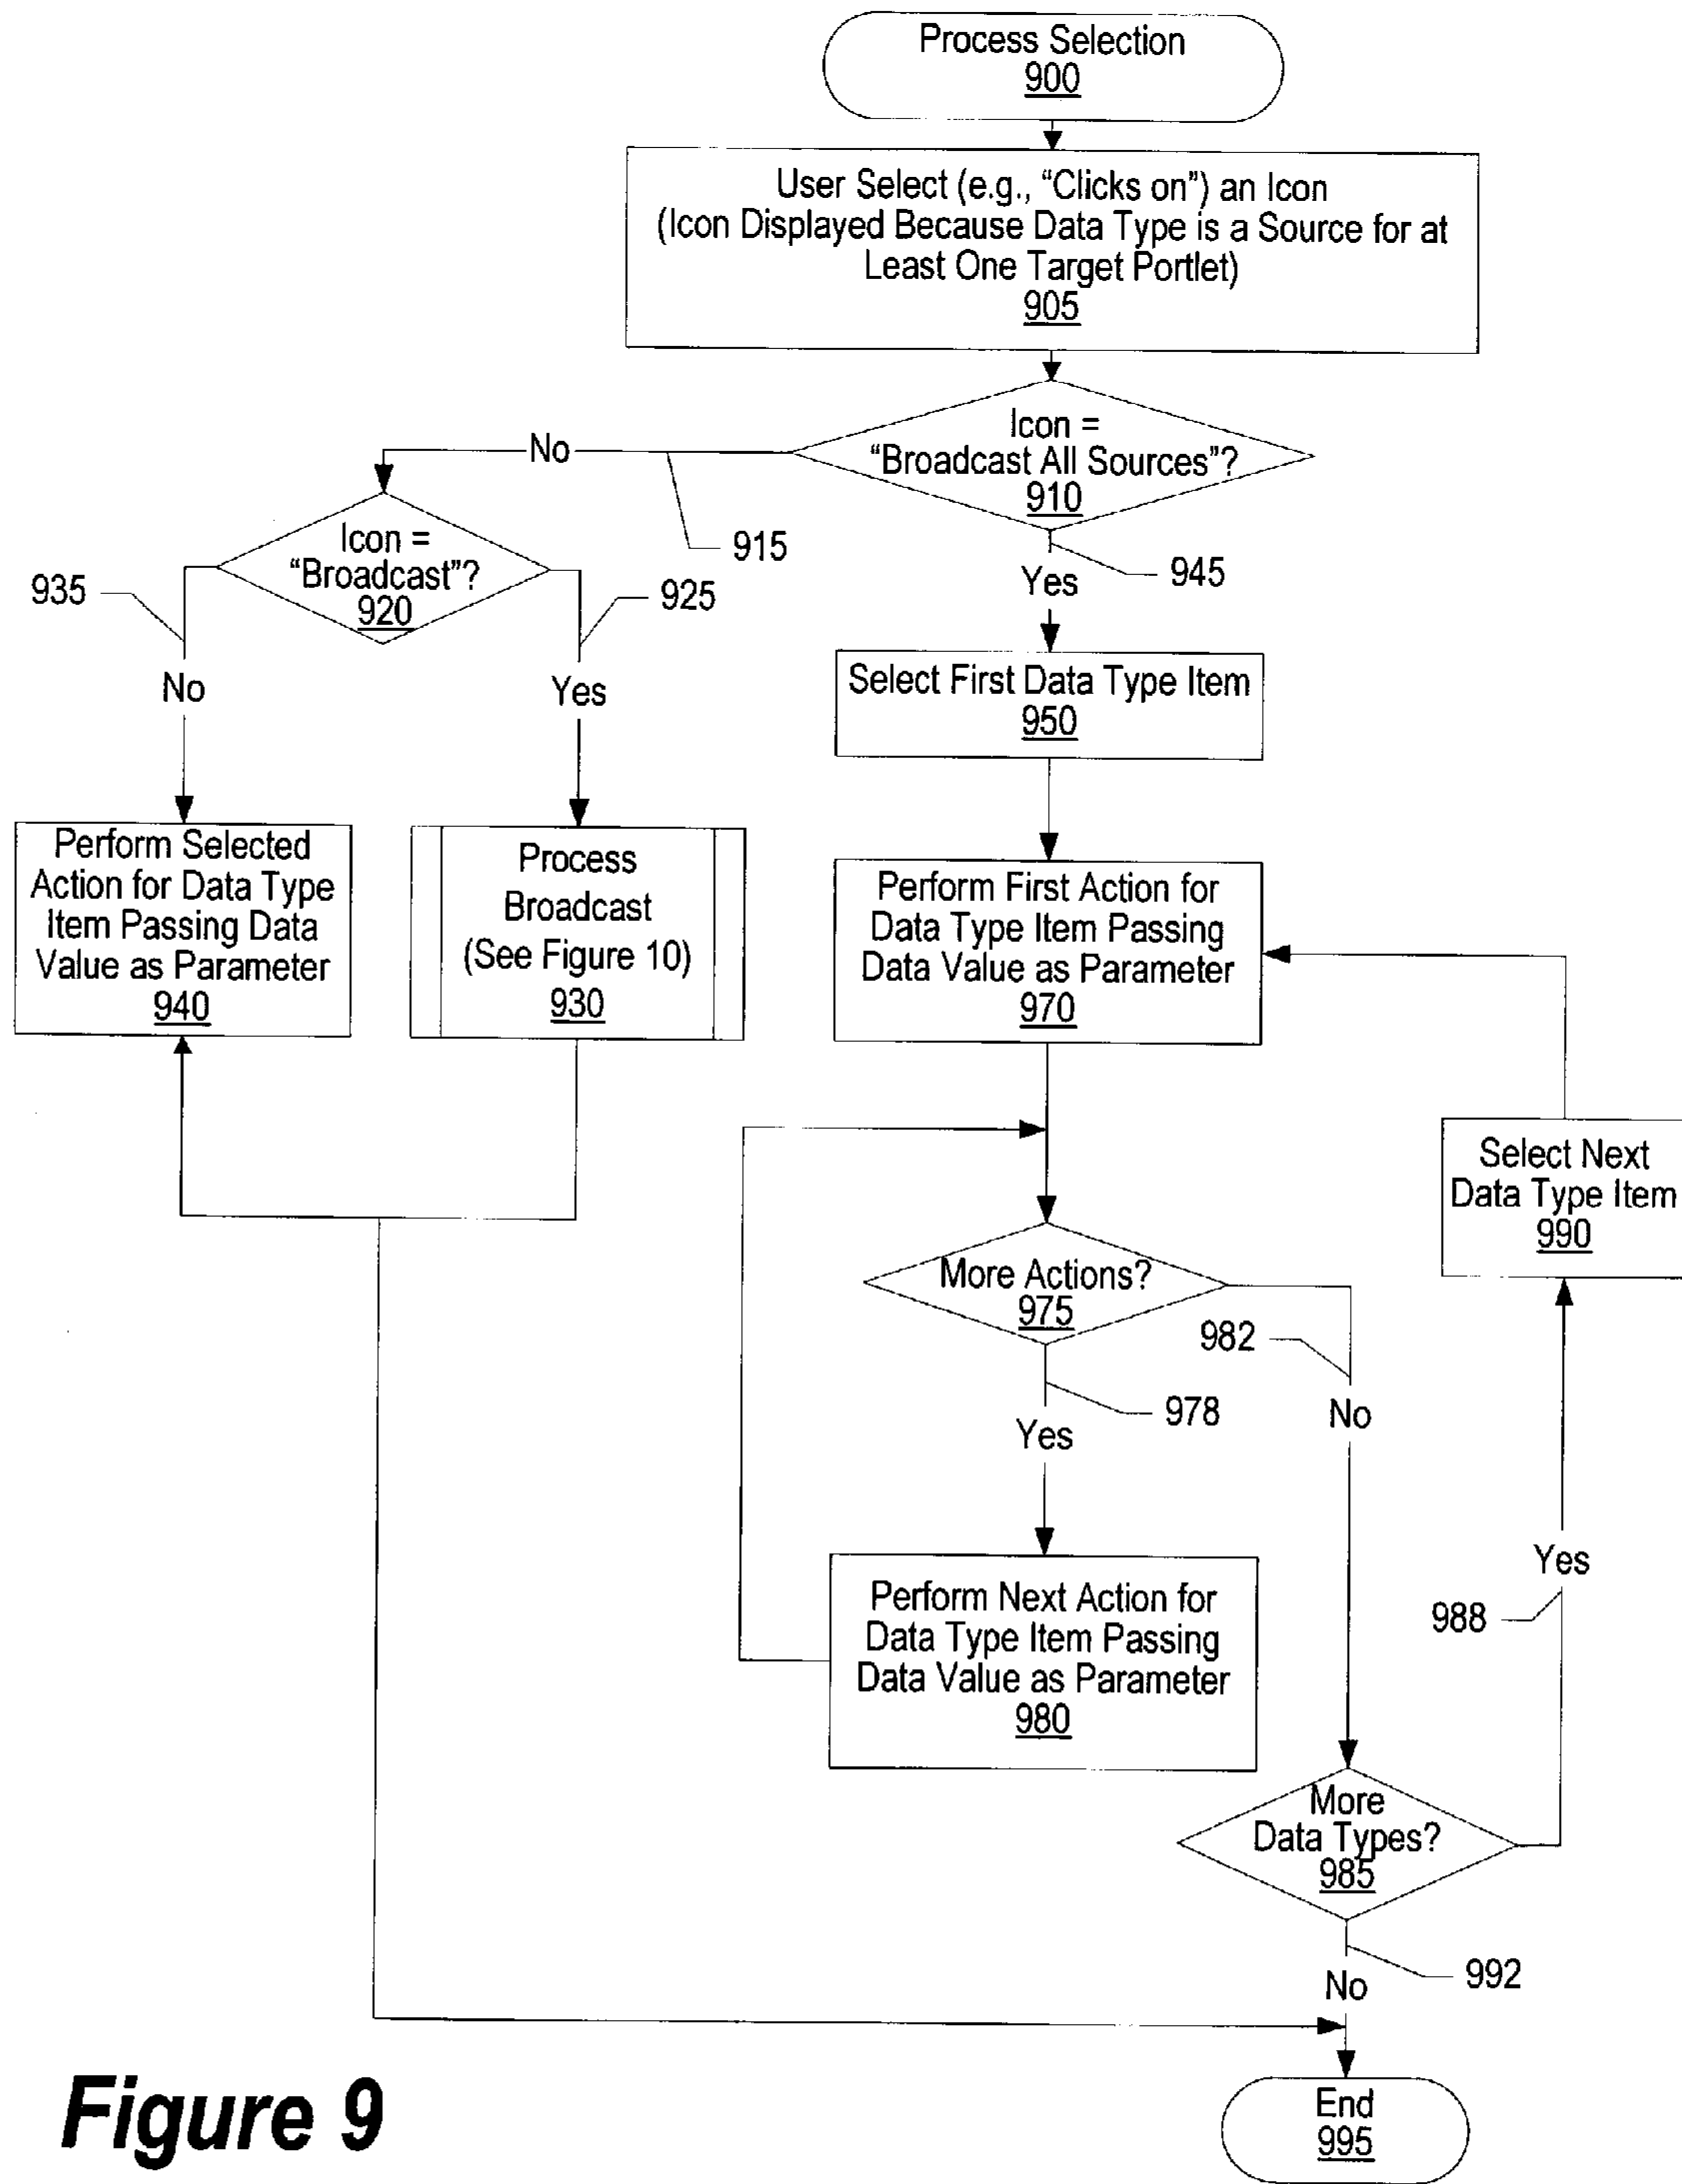 Process Selection
900
User Select (e.g., “Clicks on”) an Icon
(Icon Displayed Because Data Type is a Source for at
Least One Target Portlet)
905
Icon =
“Broadcast All Sources”?
910
No
915
945
Yes
Icon =
“Broadcast”?
920
935
925
No
Yes
Select First Data Type Item
950
Perform Selected
Action for Data Type
Item Passing Data
Value as Parameter
940
Process
Broadcast
(See Figure 10)
930
Perform First Action for
Data Type Item Passing
Data Value as Parameter
970
Select Next
Data Type Item
990
More Actions?
975
982
978
Yes
No
Perform Next Action for
Data Type Item Passing
Data Value as Parameter
980
Yes
988
More
Data Types?
985
992
No
End
995
Figure 9